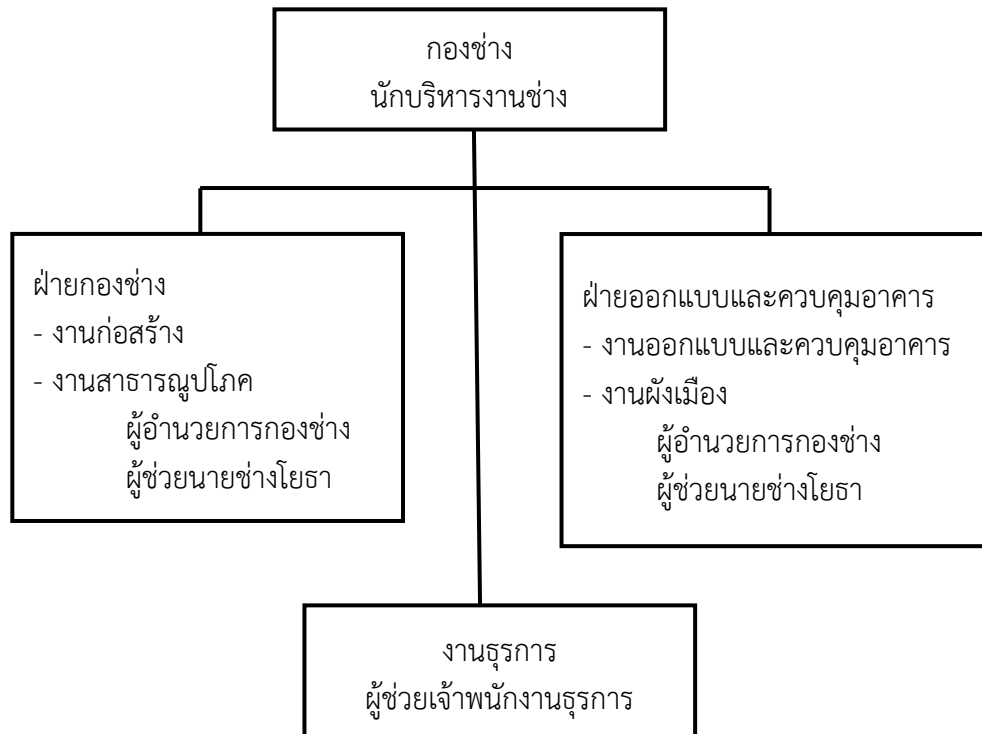 กองช่าง
นักบริหารงานช่าง
ฝ่ายกองช่าง
- งานก่อสร้าง
- งานสาธารณูปโภค
ผู้อำนวยการกองช่าง
ผู้ช่วยนายช่างโยธา
ฝ่ายออกแบบและควบคุมอาคาร
- งานออกแบบและควบคุมอาคาร
- งานผังเมือง
ผู้อำนวยการกองช่าง
ผู้ช่วยนายช่างโยธา
งานธุรการ
ผู้ช่วยเจ้าพนักงานธุรการ